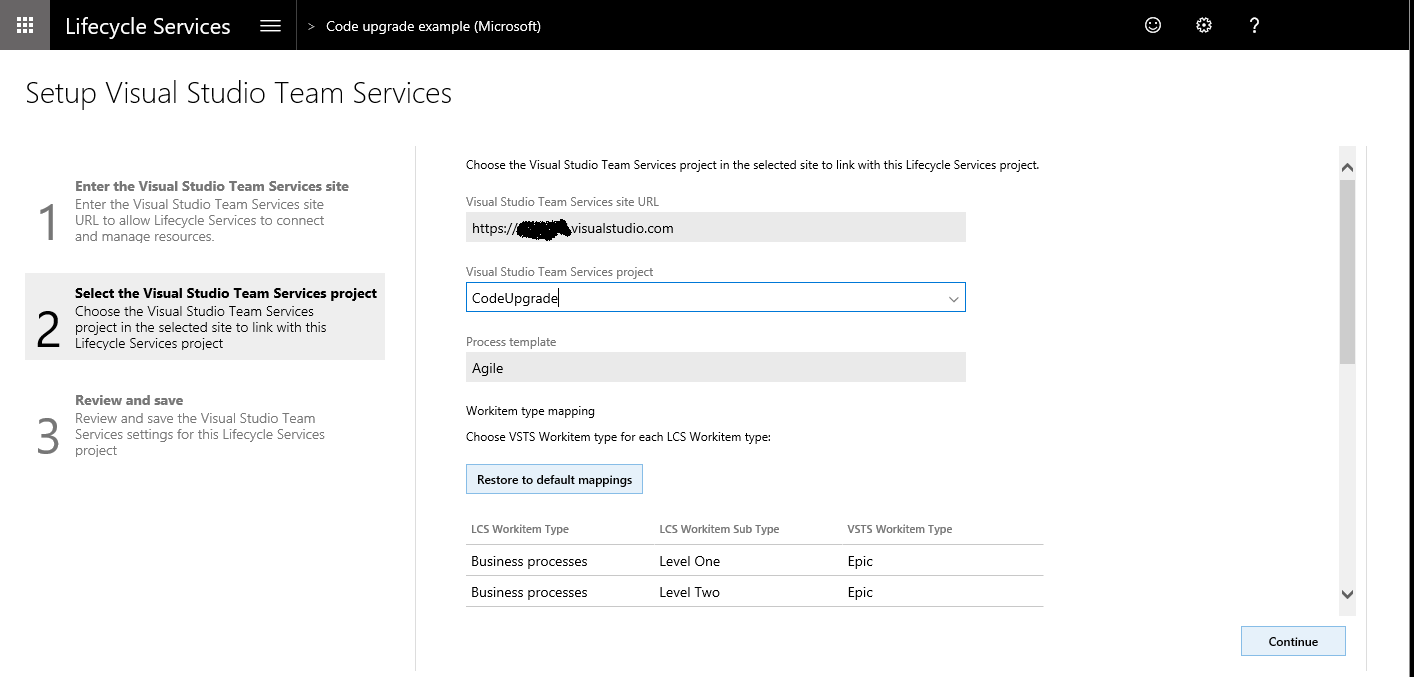 Lifecycle Services > Code upgrade example (Microsoft) ?
Setup Visual Studio Team Services
1
Enter the Visual Studio Team Services site
Enter the Visual Studio Team Services site
URL to allow Lifecycle Services to connect
and manage resources.
2
Select the Visual Studio Team Services project
Choose the Visual Studio Team Services
project in the selected site to link with this
Lifecycle Services project
3
Review and save
Review and save the Visual Studio Team
Services settings for this Lifecycle Services
project
Choose the Visual Studio Team Services project in the selected site to link with this Lifecycle Services project.
Visual Studio Team Services site URL
https:// .visualstudio.com
Visual Studio Team Services project
CodeUpgrade
Process template
Agile
Workitem type mapping
Choose VSTS Workitem type for each LCS Workitem type:
Restore to default mappings
LCS Workitem Type LCS Workitem Sub Type VSTS Workitem Type
Business processes Level One Epic
Business processes Level Two Epic
Continue